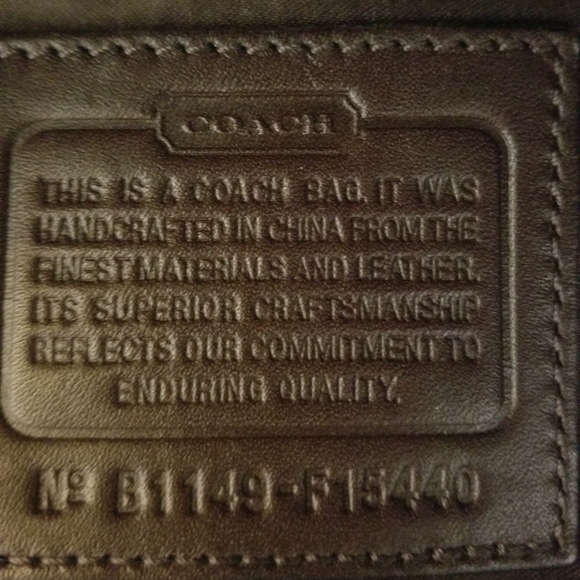 COACH
THIS IS A COACH BAG. IT WAS
HANDCRAFTED IN CHINA FROM THE
FINEST MATERIALS AND LEATHER.
ITS SUPERIOR CRAFTSMANSHIP
REFLECTS OUR COMMITMENT TO
ENDURING QUALITY.
Nº B1149-F15440